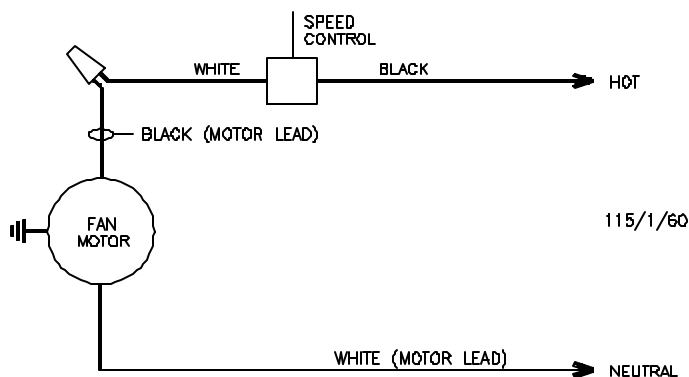 SPEED
CONTROL
WHITE
BLACK
HOT
BLACK (MOTOR LEAD)
FAN
MOTOR
115/1/60
WHITE (MOTOR LEAD)
NEUTRAL